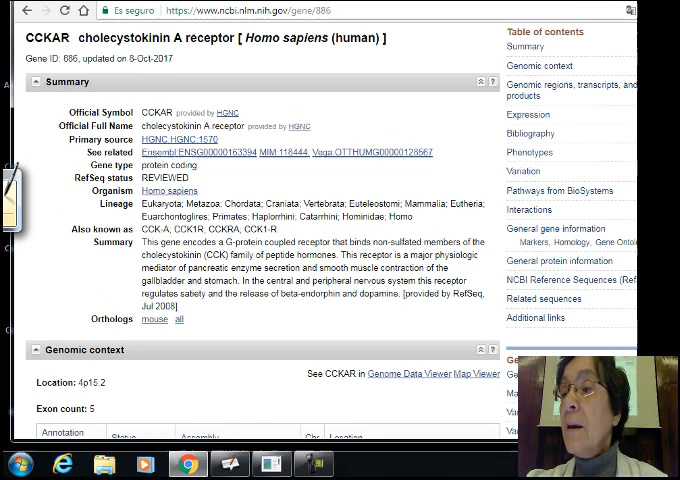 Es seguro
https://www.ncbi.nlm.nih.gov/gene/886
CCKAR cholecystokinin A receptor [ Homo sapiens (human) ]
Gene ID: 886, updated on 8-Oct-2017
Summary
Official Symbol CCKAR provided by HGNC
Official Full Name cholecystokinin A receptor provided by HGNC
Primary source HGNC:HGNC:1570
See related Ensembl:ENSG00000163394 MIM:118444, Vega:OTTHUMG00000128567
Gene type protein coding
RefSeq status REVIEWED
Organism Homo sapiens
Lineage Eukaryota; Metazoa; Chordata; Craniata; Vertebrata; Euteleostomi; Mammalia; Eutheria;
Euarchontoglires; Primates; Haplorrhini; Catarrhini; Hominidae; Homo
Also known as CCK-A, CCK1R, CCKRA, CCK1-R
Summary This gene encodes a G-protein coupled receptor that binds non-sulfated members of the
cholecystokinin (CCK) family of peptide hormones. This receptor is a major physiologic
mediator of pancreatic enzyme secretion and smooth muscle contraction of the
gallbladder and stomach. In the central and peripheral nervous system this receptor
regulates satiety and the release of beta-endorphin and dopamine. [provided by RefSeq,
Jul 2008]
Orthologs mouse all
Genomic context
See CCKAR in Genome Data Viewer Map Viewer
Location: 4p15.2
Exon count: 5
Annotation Status Assembly Chr Location
Table of contents
Summary
Genomic context
Genomic regions, transcripts, and
products
Expression
Bibliography
Phenotypes
Variation
Pathways from BioSystems
Interactions
General gene information
Markers, Homology, Gene Ontolo
General protein information
NCBI Reference Sequences (Ref
Related sequences
Additional links